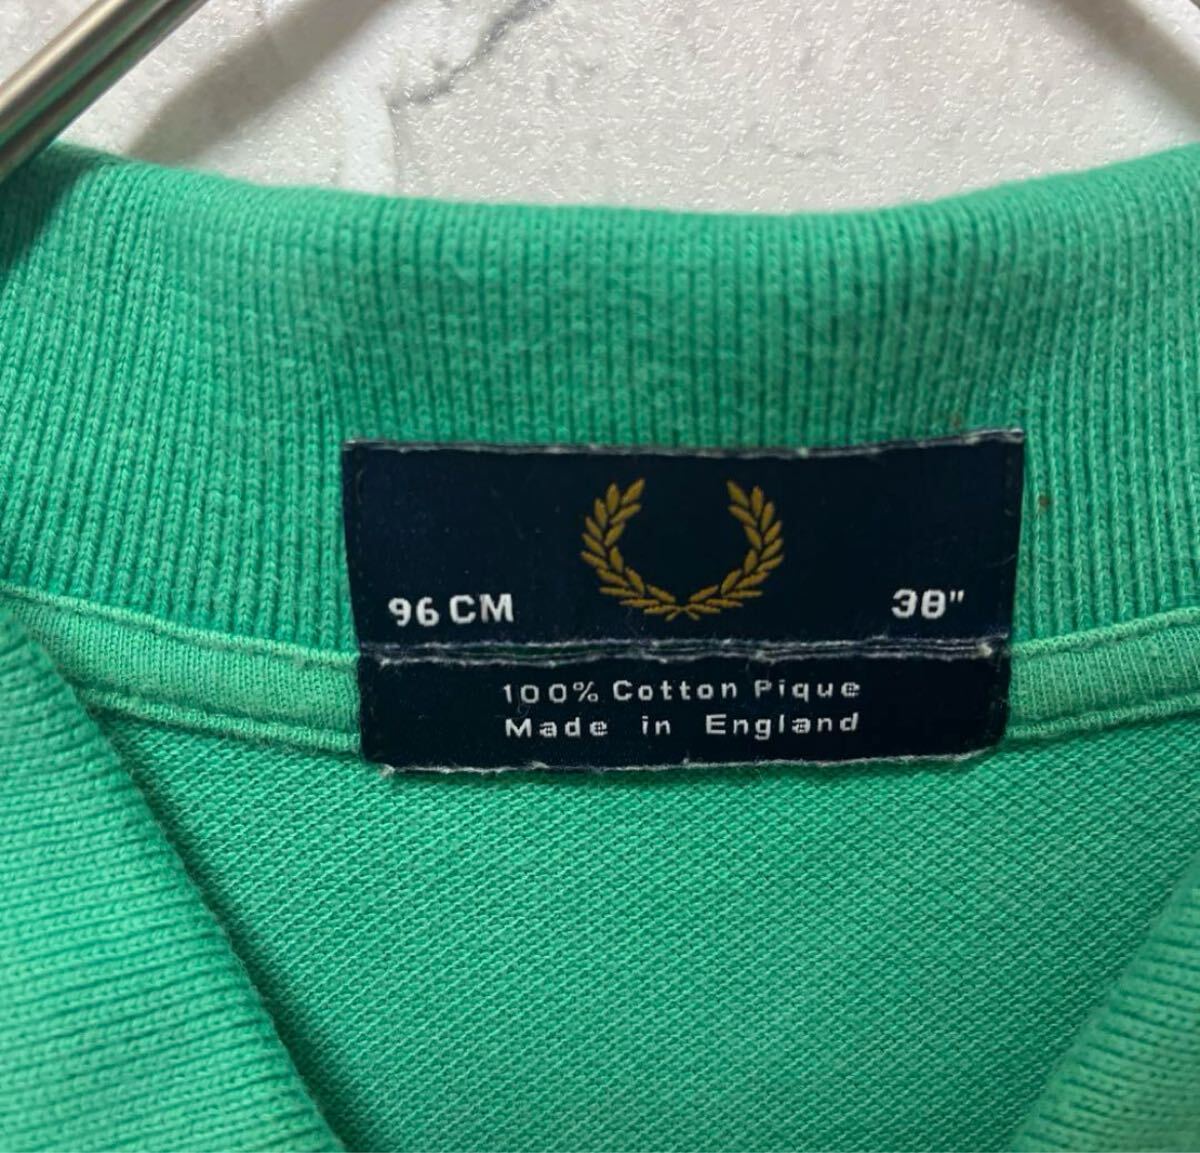 96 CM 38"
100% Cotton Pique
Made in England